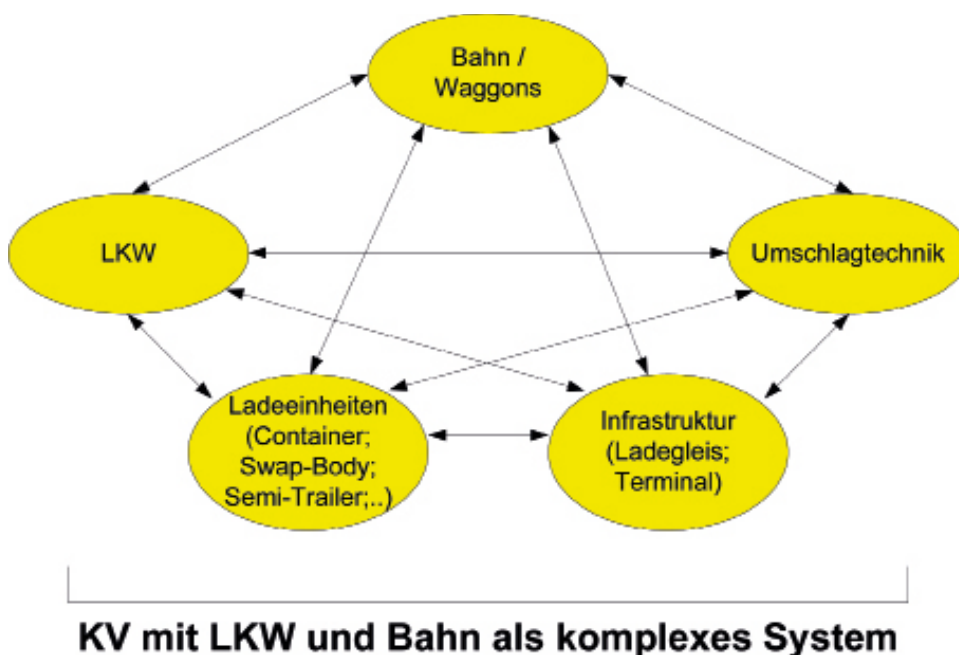 Bahn /
Waggons
LKW
Umschlagtechnik
Ladeeinheiten
(Container;
Swap-Body;
Semi-Trailer;..)
Infrastruktur
(Ladegleis;
Terminal)
KV mit LKW und Bahn als komplexes System